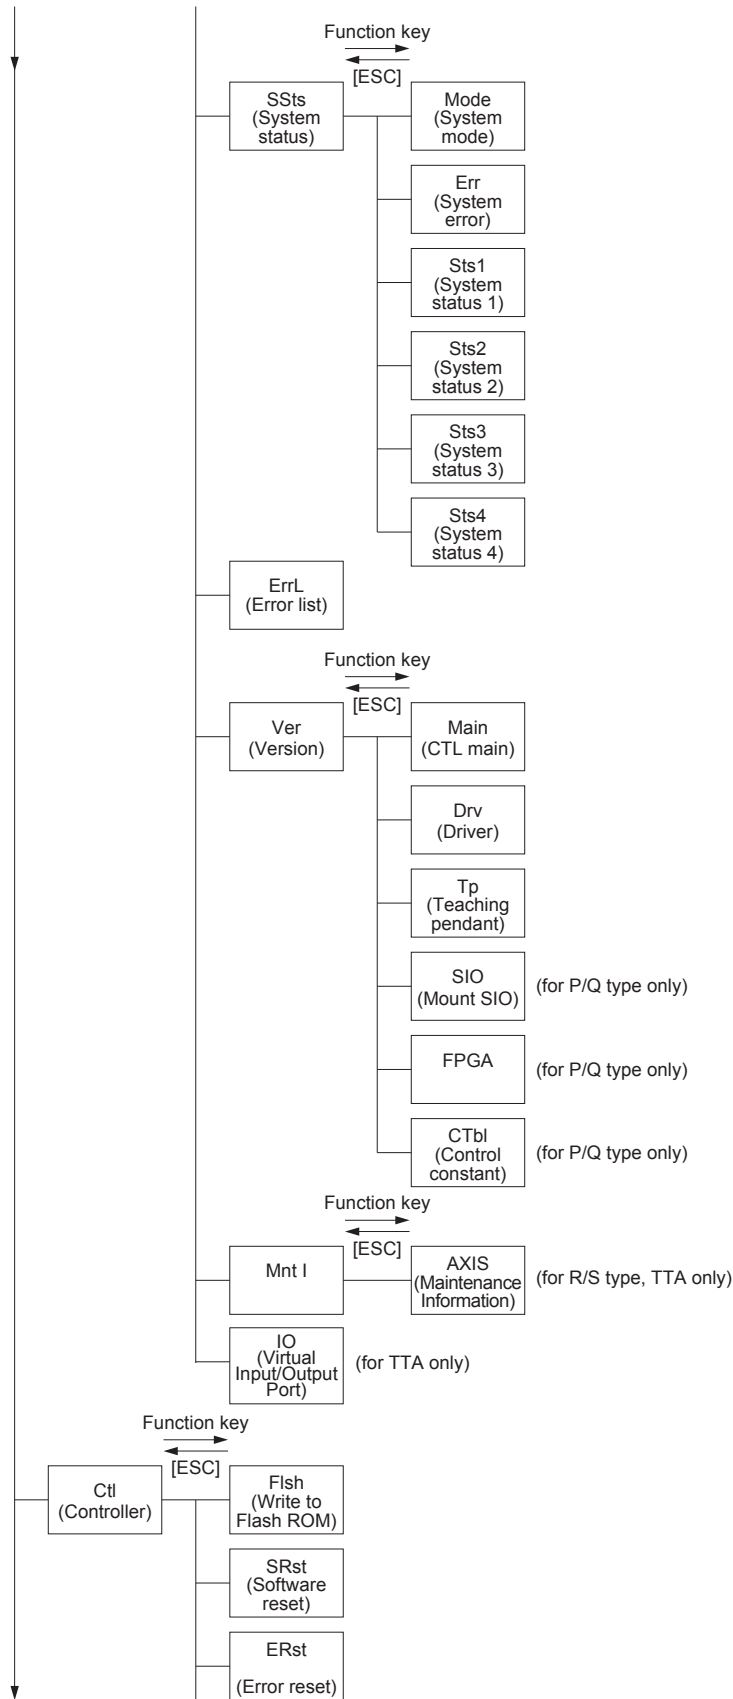 Function key
[ESC]
SSts
(System
status)
Mode
(System
mode)
Err
(System
error)
Sts1
(System
status 1)
Sts2
(System
status 2)
Sts3
(System
status 3)
Sts4
(System
status 4)
ErrL
(Error list)
Function key
[ESC]
Ver
(Version)
Main
(CTL main)
Drv
(Driver)
Tp
(Teaching
pendant)
SIO
(Mount SIO)
(for P/Q type only)
FPGA
(for P/Q type only)
CTbl
(Control
constant)
(for P/Q type only)
Function key
[ESC]
Mnt I
AXIS
(Maintenance
Information)
(for R/S type, TTA only)
IO
(Virtual
Input/Output
Port)
(for TTA only)
Function key
[ESC]
Ctl
(Controller)
Flsh
(Write to
Flash ROM)
SRst
(Software
reset)
ERst
(Error reset)